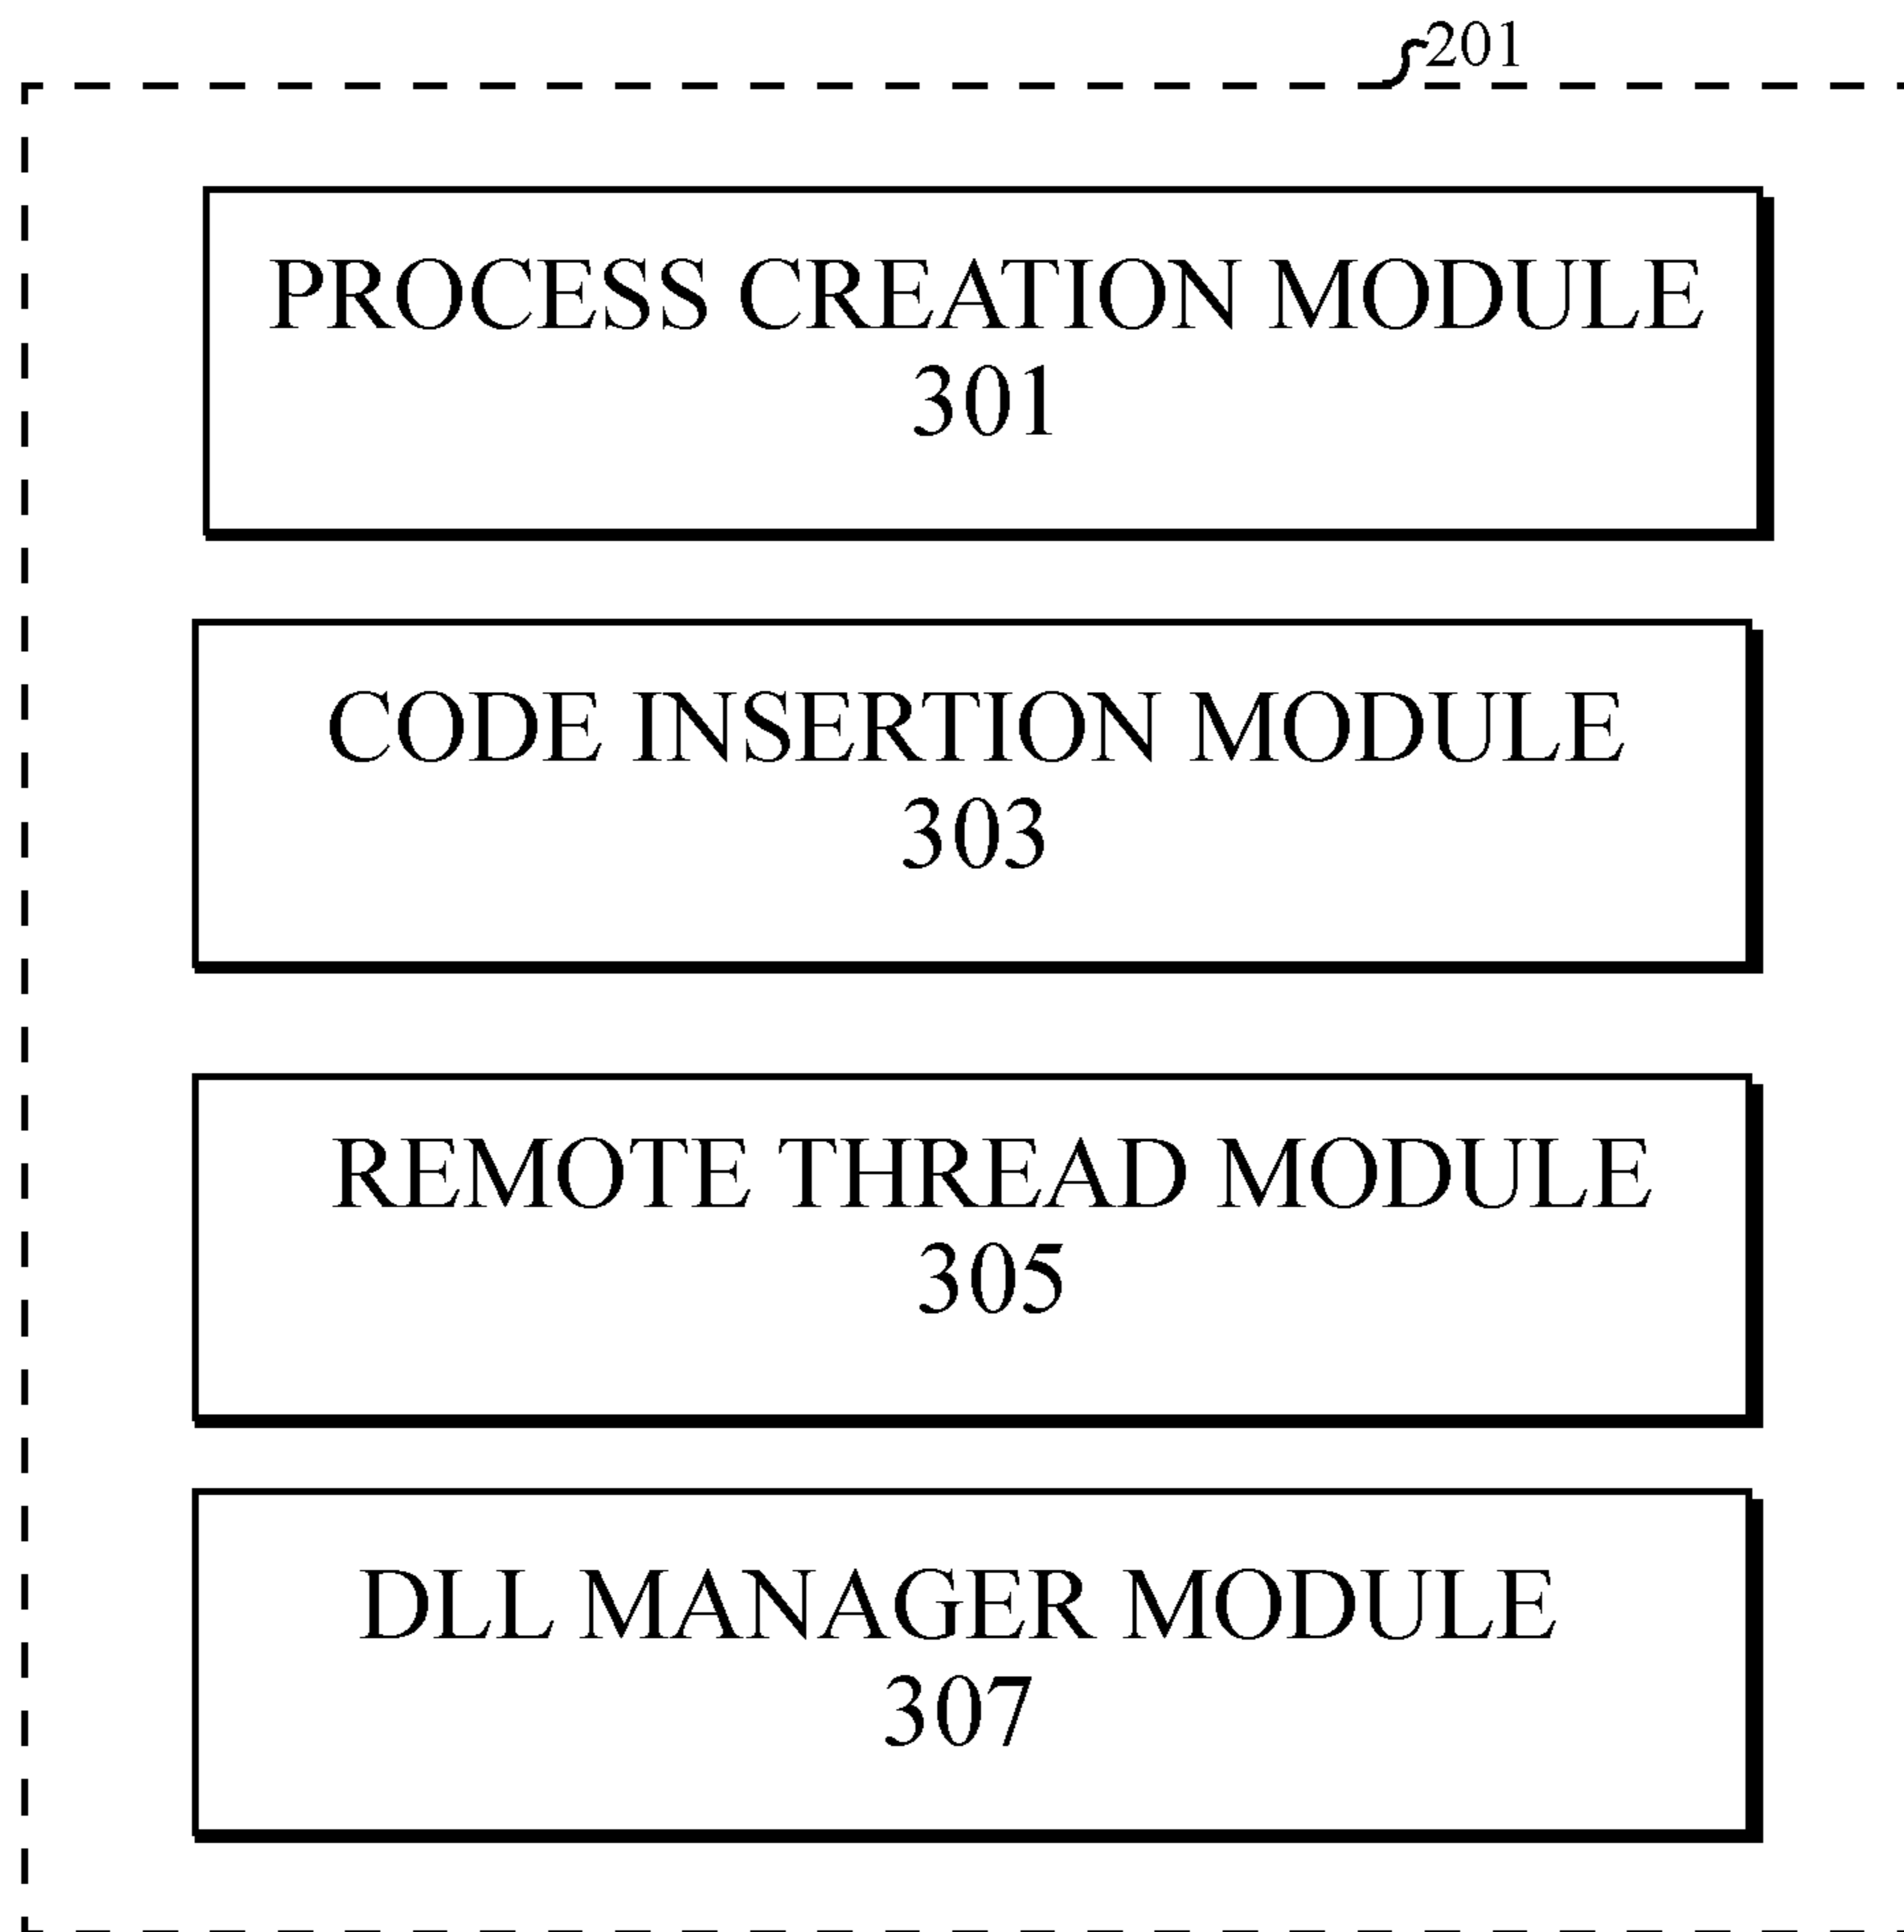 201
PROCESS CREATION MODULE
301
CODE INSERTION MODULE
303
REMOTE THREAD MODULE
305
DLL MANAGER MODULE
307